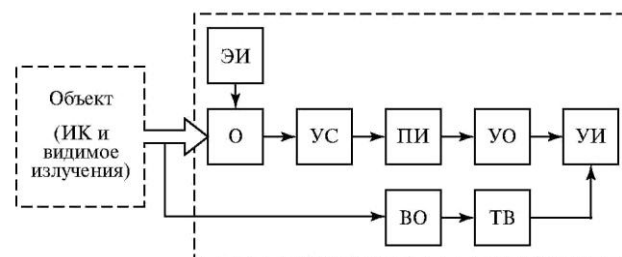 ЭИ
Объект
(ИК и
видимое
излучения)
О
УС
ПИ
УО
УИ
ВО
ТВ